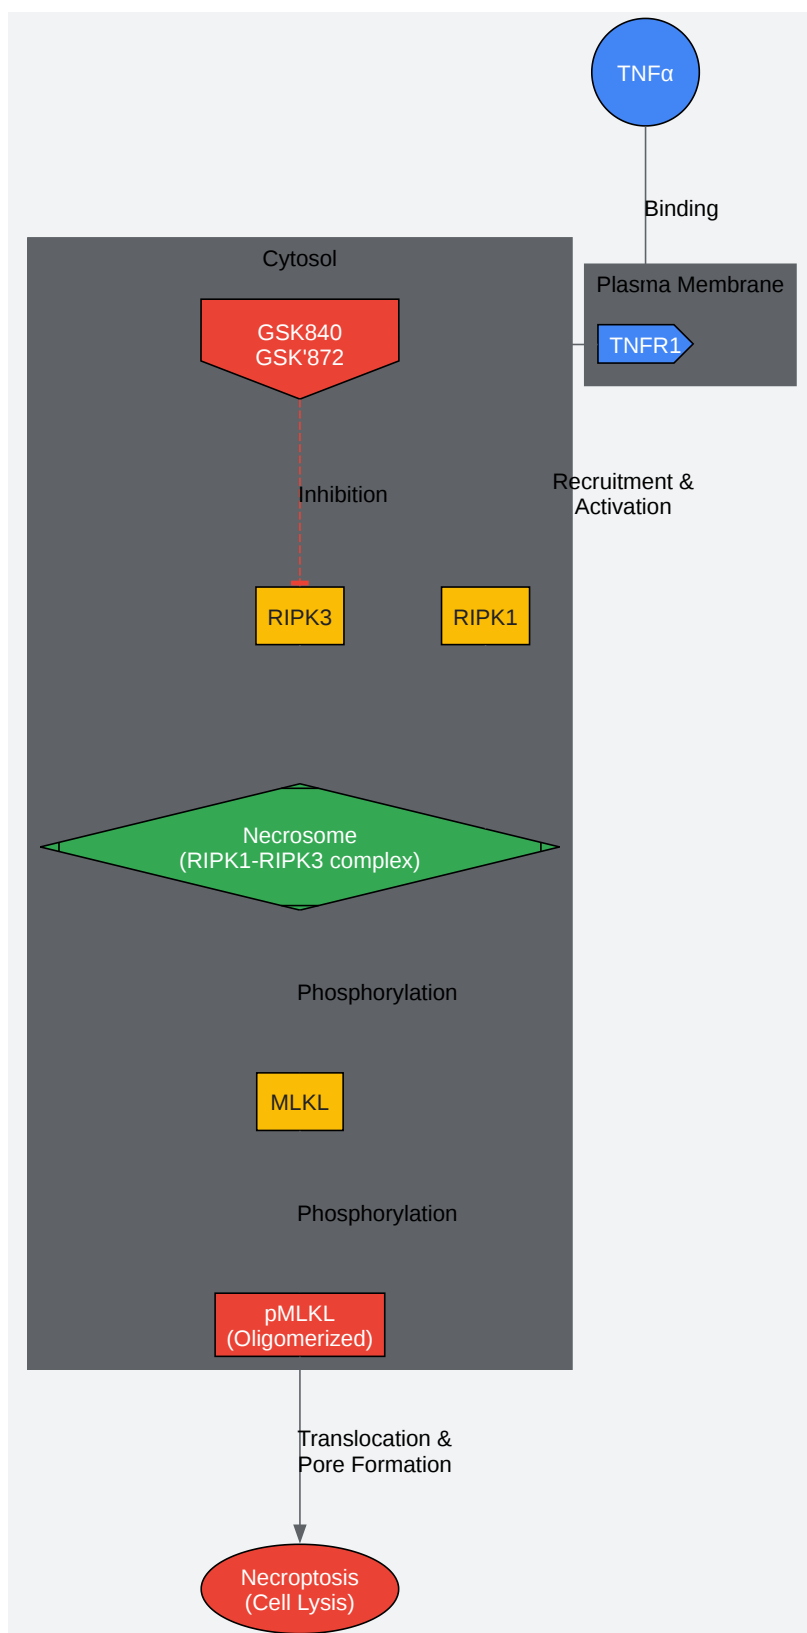 TNFα
Binding
Cytosol
Plasma Membrane
GSK840
GSK'872
TNFR1
Inhibition
Recruitment &
Activation
RIPK3
RIPK1
Necrosome
(RIPK1-RIPK3 complex)
Phosphorylation
MLKL
Phosphorylation
pMLKL
(Oligomerized)
Translocation &
Pore Formation
Necroptosis
(Cell Lysis)